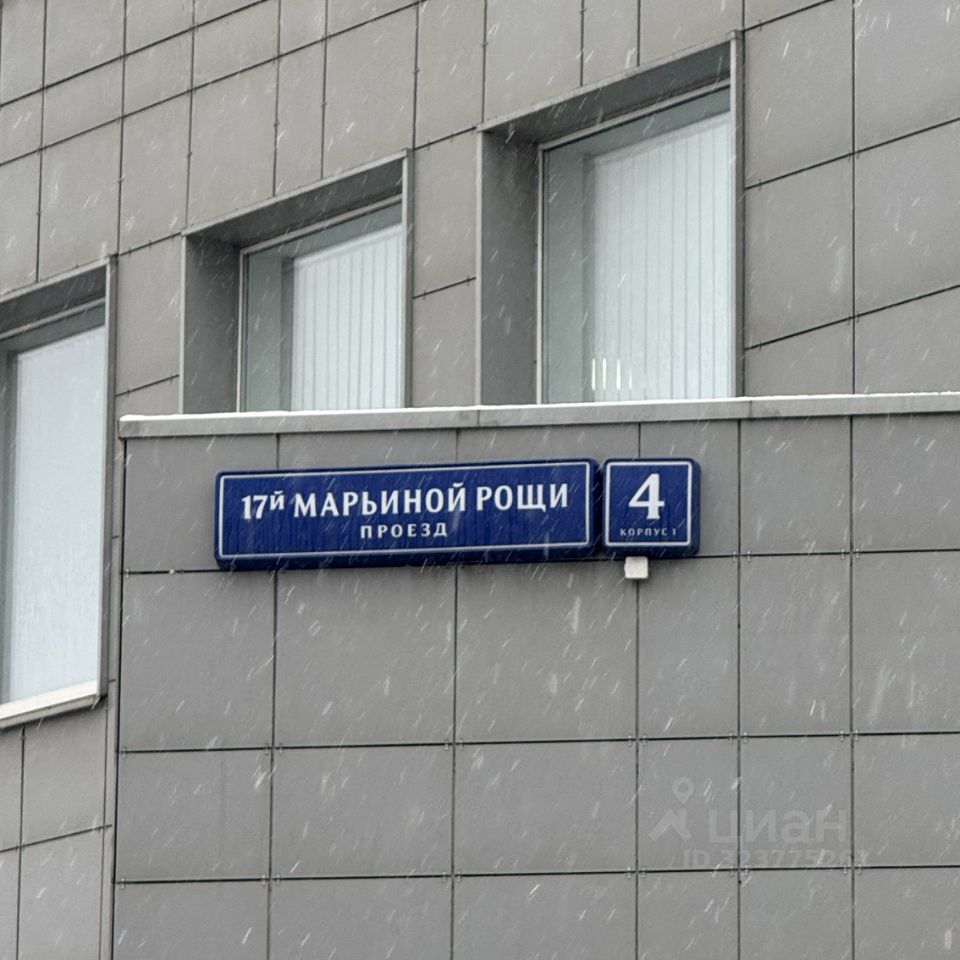 17й МАРЬИНОЙ РОЩИ
ПРОЕЗД
4
КОРПУС 1
циан